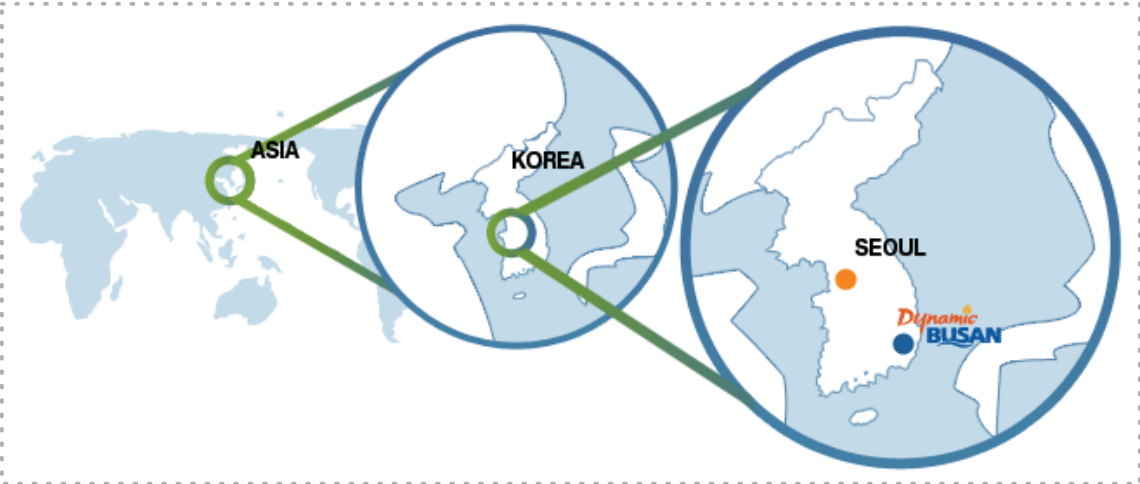 ASIA
KOREA
SEOUL
Dynamic
BUSAN